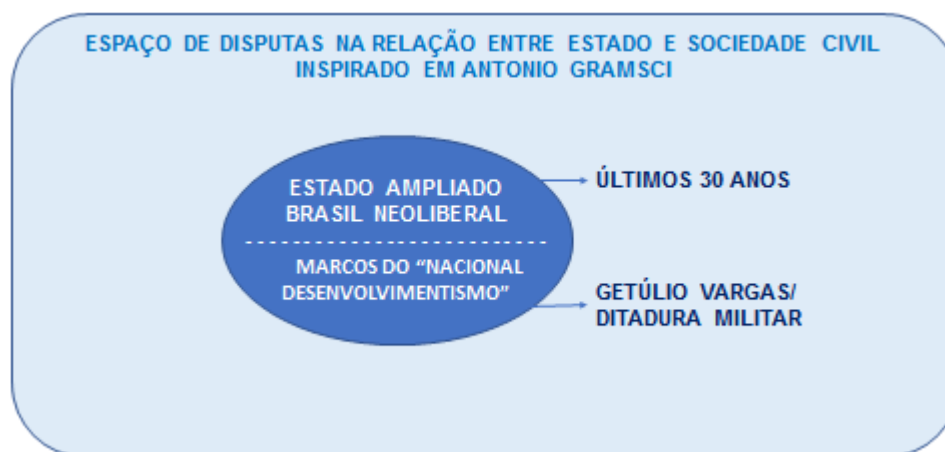 ESPAÇO DE DISPUTAS NA RELAÇÃO ENTRE ESTADO E SOCIEDADE CIVIL
INSPIRADO EM ANTONIO GRAMSCI
ESTADO AMPLIADO
BRASIL NEOLIBERAL
ÚLTIMOS 30 ANOS
MARCOS DO “NACIONAL
DESENVOLVIMENTISMO”
GETÚLIO VARGAS/
DITADURA MILITAR